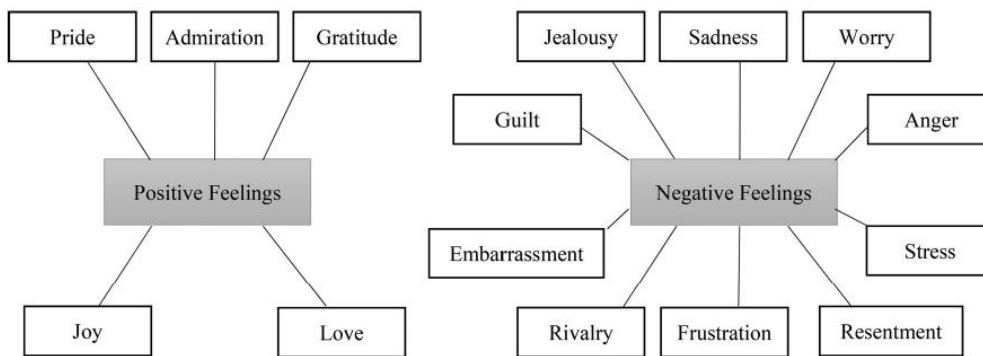 Pride
Admiration
Gratitude
Positive Feelings
Joy
Love
Jealousy
Sadness
Worry
Guilt
Anger
Negative Feelings
Embarrassment
Stress
Rivalry
Frustration
Resentment